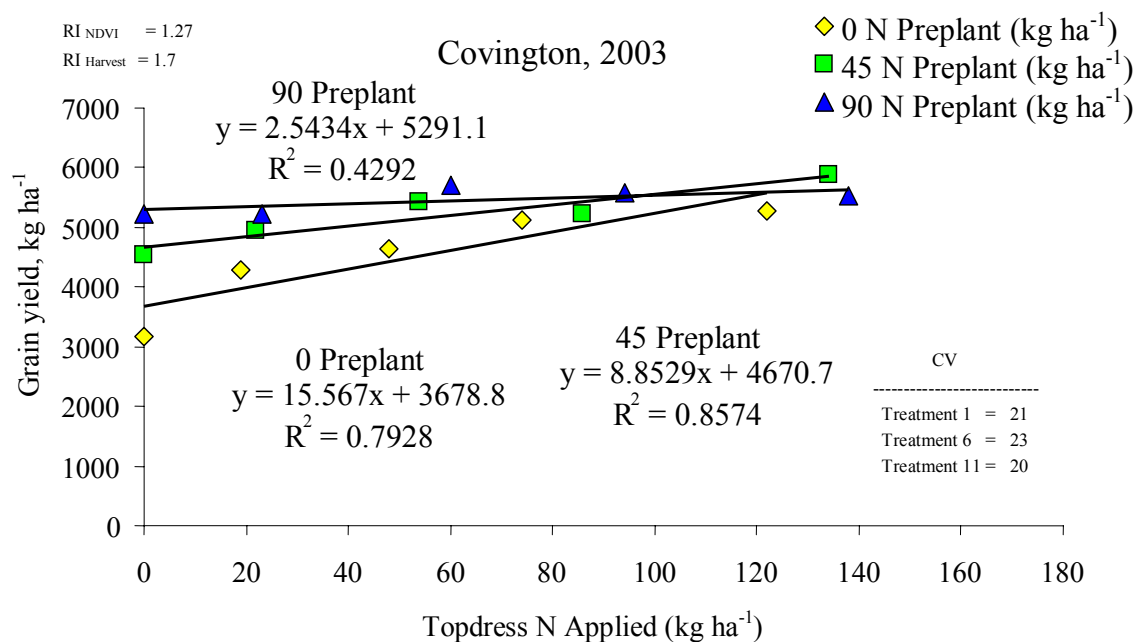 RI NDVI = 1.27
RI Harvest = 1.7
Covington, 2003
0 N Preplant (kg ha⁻¹)
45 N Preplant (kg ha⁻¹)
90 N Preplant (kg ha⁻¹)
90 Preplant
y = 2.5434x + 5291.1
R² = 0.4292
0 Preplant
y = 15.567x + 3678.8
R² = 0.7928
45 Preplant
y = 8.8529x + 4670.7
R² = 0.8574
CV
----------------------------
Treatment 1 = 21
Treatment 6 = 23
Treatment 11 = 20
Grain yield, kg ha⁻¹
7000
6000
5000
4000
3000
2000
1000
0
0 20 40 60 80 100 120 140 160 180
Topdress N Applied (kg ha⁻¹)